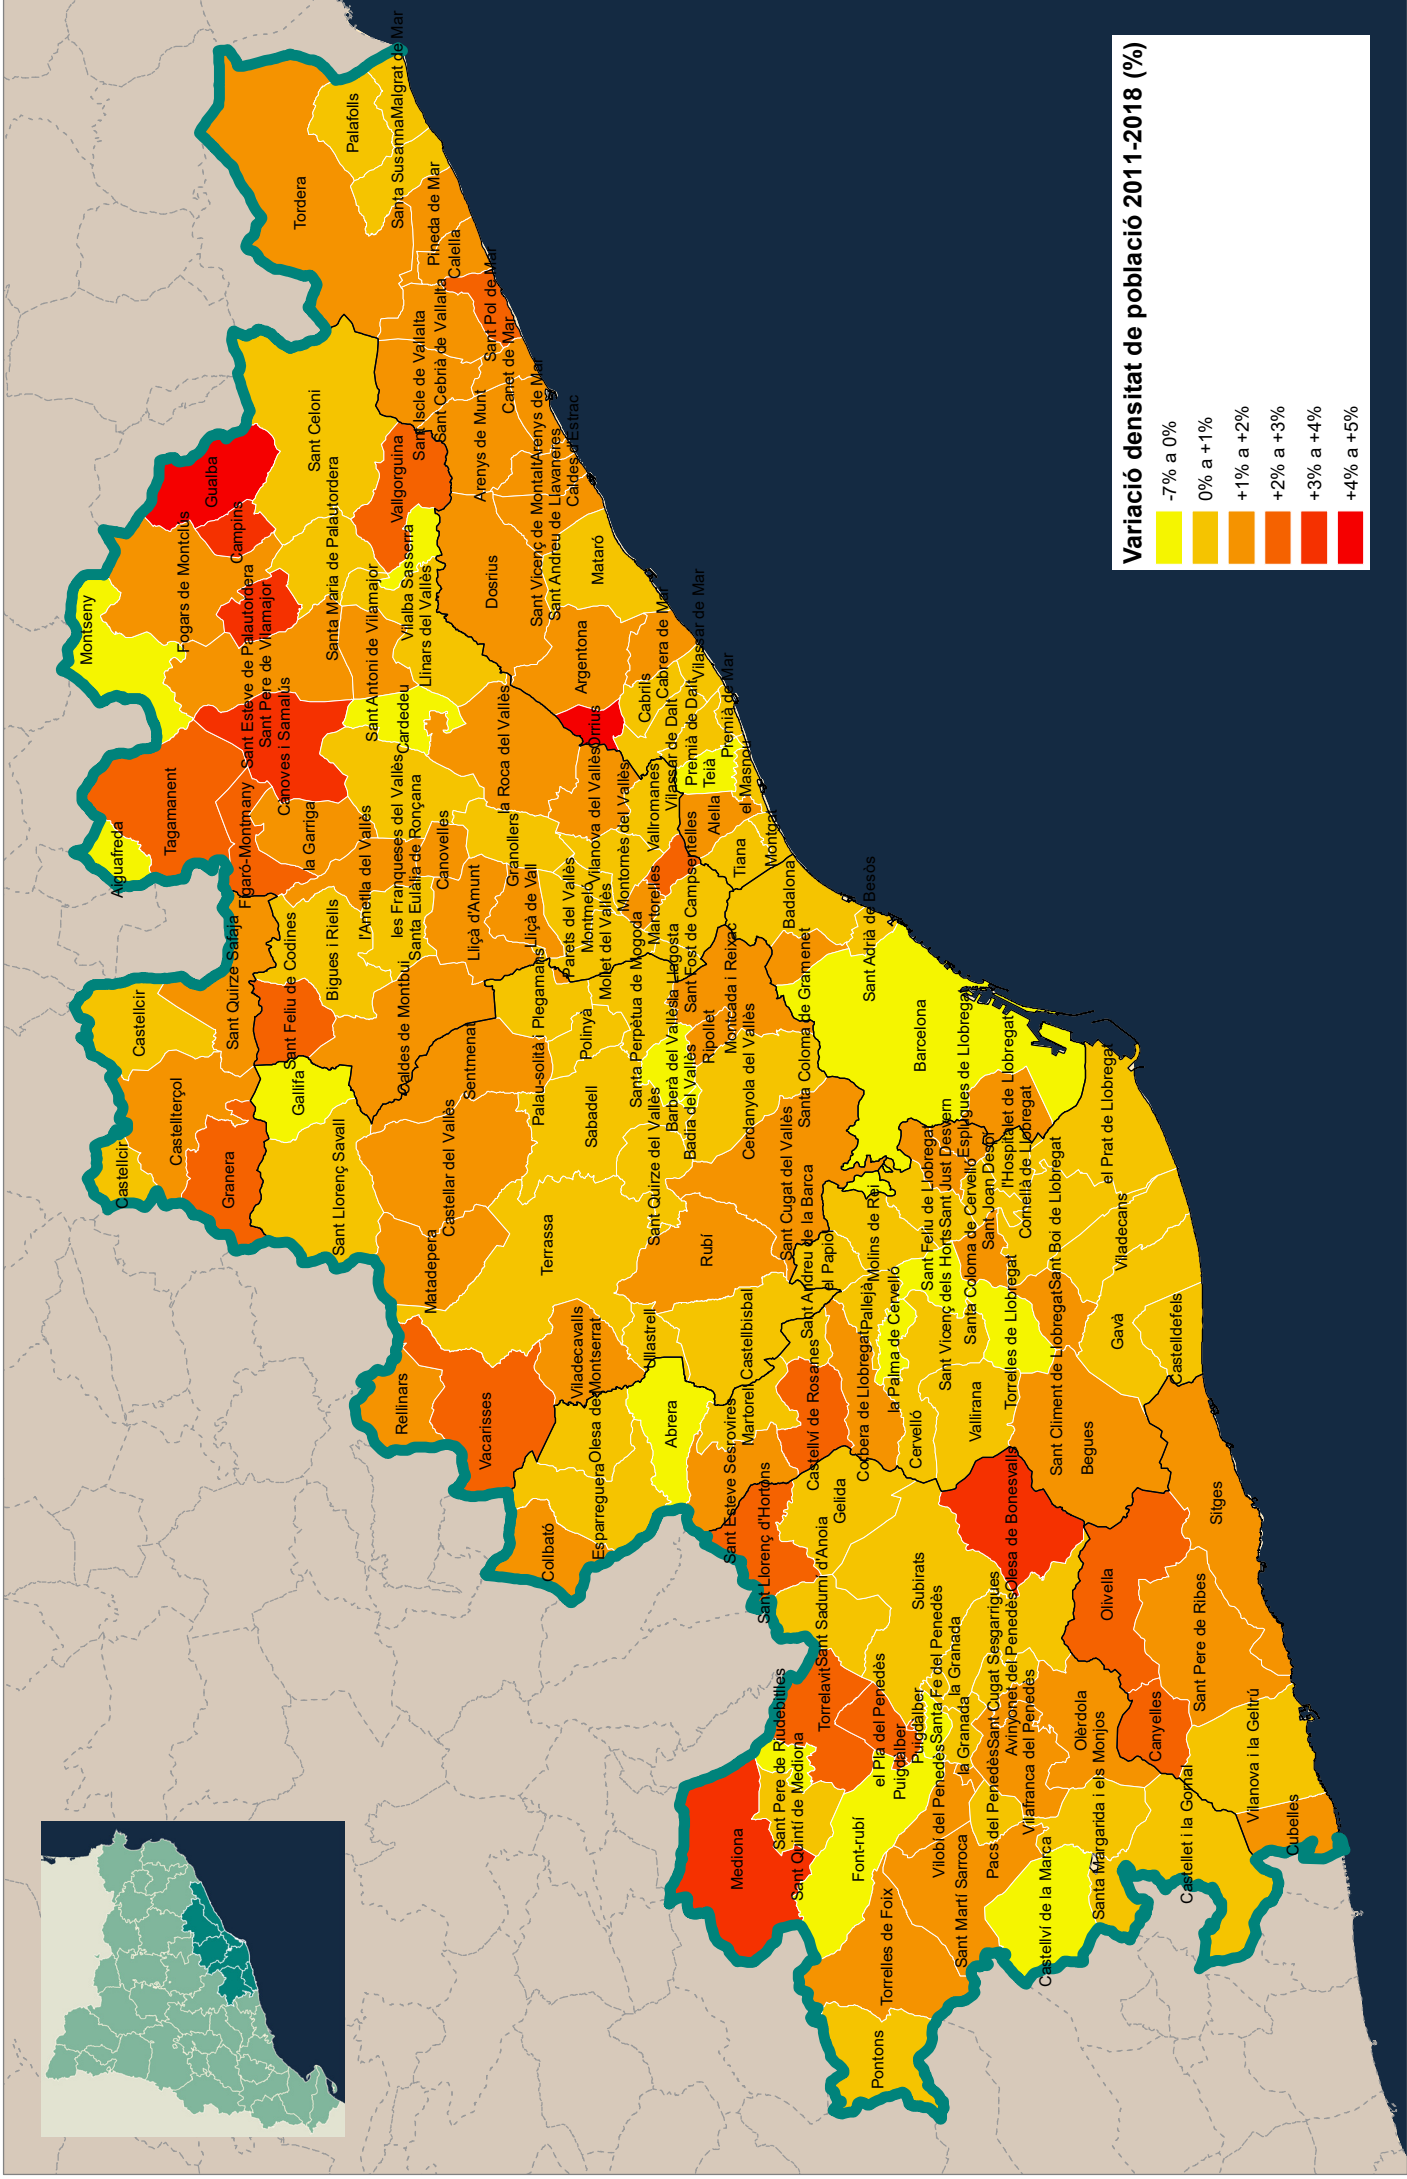 Variació densitat de població 2011-2018 (%)
-7% a 0%
0% a +1%
+1% a +2%
+2% a +3%
+3% a +4%
+4% a +5%
Montseny
Aiguafreda
Tagamanent
Fogars de Montclús
Gualba
Campins
Sant Esteve de Palautordera
Sant Pere de Vilamajor
Cànoves i Samalús
Figaró-Montmany
la Garriga
Sant Celoni
Santa Maria de Palautordera
Sant Antoni de Vilamajor
Vallgorguina
Vilalba Sasserra
Llinars del Vallès
Cardedeu
l'Ametlla del Vallès
les Franqueses del Vallès
Santa Eulàlia de Ronçana
Canovelles
Lliçà d'Amunt
Granollers
la Roca del Vallès
Lliçà de Vall
Parets del Vallès
Montmeló
Vilanova del Vallès
Mollet del Vallès
Montornès del Vallès
Martorelles
Vallromanes
la Llagosta
Sant Fost de Campsentelles
Bigues i Riells
Sant Feliu de Codines
Sant Quirze Safaja
Castellcir
Castellterçol
Castellcir
Granera
Gallifa
Sant Llorenç Savall
Caldes de Montbui
Sentmenat
Castellar del Vallès
Matadepera
Palau-solità i Plegamans
Polinyà
Sabadell
Terrassa
Santa Perpètua de Mogoda
Sant Quirze del Vallès
Barberà del Vallès
Badia del Vallès
Ripollet
Montcada i Reixac
Cerdanyola del Vallès
Sant Cugat del Vallès
Rubí
Rellinars
Vacarisses
Viladecavalls
Ullastrell
Castellbisbal
Olesa de Montserrat
Esparreguera
Collbató
Abrera
Martorell
Sant Esteve Sesrovires
Sant Andreu de la Barca
Castellví de Rosanes
Corbera de Llobregat
el Papiol
Pallejà
Molins de Rei
la Palma de Cervelló
Cervelló
Vallirana
Sant Vicenç dels Horts
Sant Feliu de Llobregat
Sant Just Desvern
Esplugues de Llobregat
Santa Coloma de Cervelló
Sant Joan Despí
l'Hospitalet de Llobregat
Cornellà de Llobregat
Torrelles de Llobregat
Sant Boi de Llobregat
Sant Climent de Llobregat
Begues
Gavà
Viladecans
el Prat de Llobregat
Castelldefels
Barcelona
Santa Coloma de Gramenet
Badalona
Sant Adrià de Besòs
Tordera
Palafolls
Malgrat de Mar
Santa Susanna
Pineda de Mar
Calella
Sant Pol de Mar
Sant Iscle de Vallalta
Sant Cebrià de Vallalta
Canet de Mar
Arenys de Munt
Arenys de Mar
Sant Vicenç de Montalt
Sant Andreu de Llavaneres
Caldes d'Estrac
Dosrius
Mataró
Argentona
Òrrius
Cabrils
Cabrera de Mar
Vilassar de Dalt
Vilassar de Mar
Premià de Dalt
Premià de Mar
Teià
el Masnou
Alella
Tiana
Montgat
Sant Llorenç d'Hortons
Gelida
Sant Sadurní d'Anoia
Subirats
Torrelavit
Sant Pere de Riudebitlles
Sant Quintí de Mediona
Mediona
el Pla del Penedès
Puigdàlber
Puigdàlber
Font-rubí
Santa Fe del Penedès
la Granada
la Granada
Vilobí del Penedès
Sant Cugat Sesgarrigues
Avinyonet del Penedès
Olesa de Bonesvalls
Pacs del Penedès
Vilafranca del Penedès
Olèrdola
Santa Margarida i els Monjos
Sant Martí Sarroca
Torrelles de Foix
Pontons
Castellví de la Marca
Castellet i la Gornal
Olivella
Canyelles
Sant Pere de Ribes
Sitges
Vilanova i la Geltrú
Cubelles